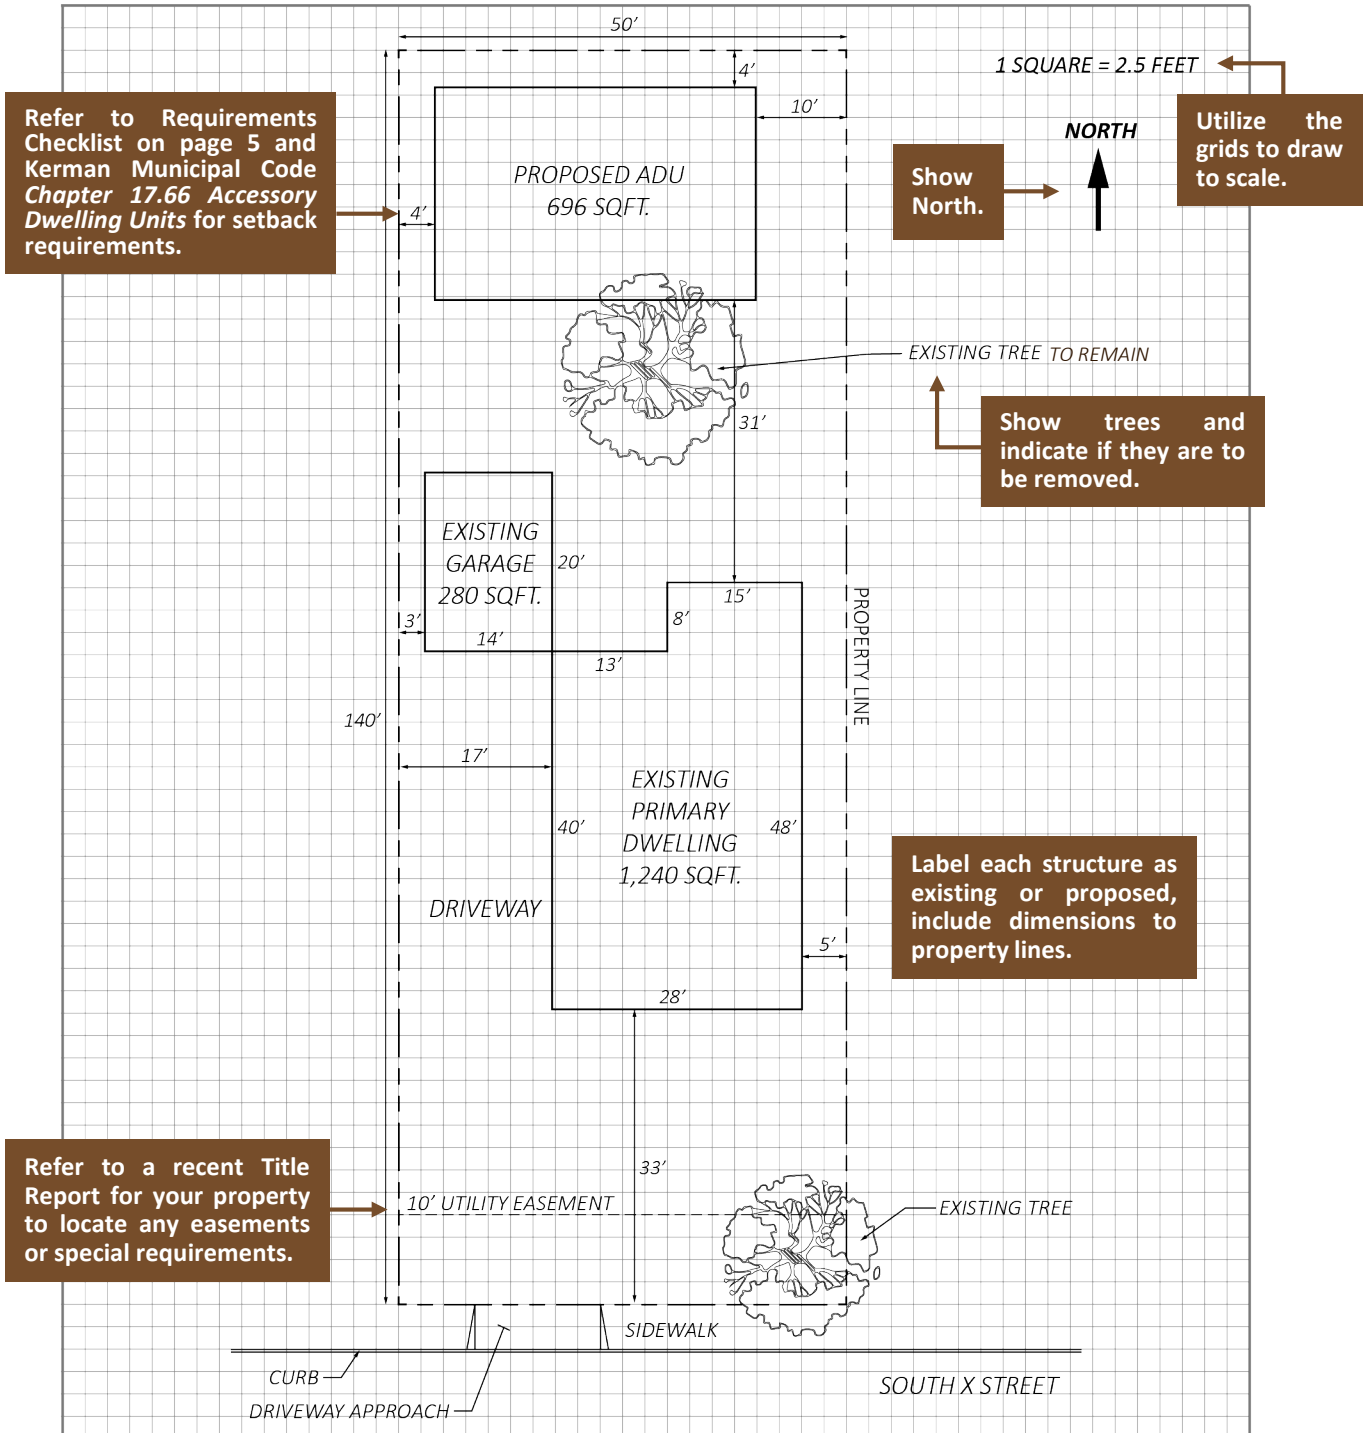 50’
4’
1 SQUARE = 2.5 FEET
10’
Refer to Requirements
Checklist on page 5 and
Kerman Municipal Code
Chapter 17.66 Accessory
Dwelling Units for setback
requirements.
Utilize the
grids to draw
to scale.
NORTH
Show
North.
PROPOSED ADU
696 SQFT.
4’
EXISTING TREE TO REMAIN
Show trees and
indicate if they are to
be removed.
31’
EXISTING
GARAGE
280 SQFT.
20’
3’
14’
15’
8’
13’
PROPERTY LINE
140’
17’
EXISTING
PRIMARY
DWELLING
1,240 SQFT.
40’
48’
DRIVEWAY
Label each structure as
existing or proposed,
include dimensions to
property lines.
5’
28’
33’
Refer to a recent Title
Report for your property
to locate any easements
or special requirements.
10’ UTILITY EASEMENT
EXISTING TREE
SIDEWALK
CURB
SOUTH X STREET
DRIVEWAY APPROACH